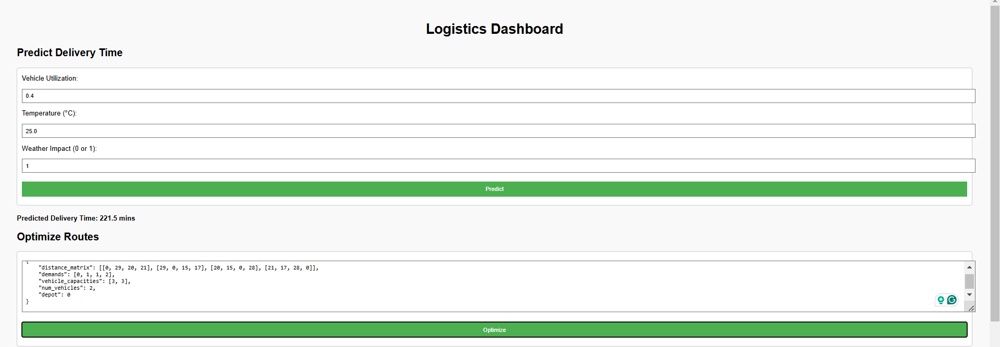 Logistics Dashboard
Predict Delivery Time
Vehicle Utilization:
0.4
Temperature (°C):
25.0
Weather Impact (0 or 1):
1
Predict
Predicted Delivery Time: 221.5 mins
Optimize Routes
"distance_matrix": [[0, 29, 20, 21], [29, 0, 15, 17], [20, 15, 0, 28], [21, 17, 28, 0]],
"demands": [0, 1, 1, 2],
"vehicle_capacities": [3, 3],
"num_vehicles": 2,
"depot": 0
}
Optimize